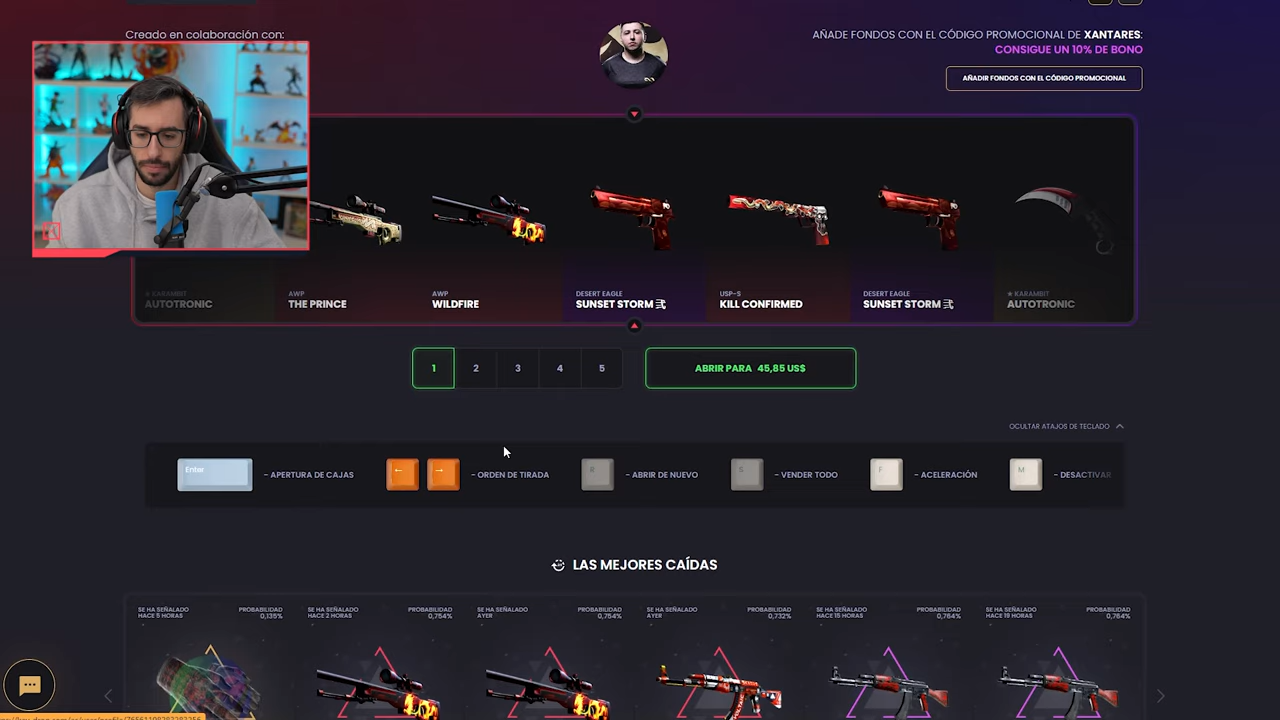 Creado en colaboración con:
AÑADE FONDOS CON EL CÓDIGO PROMOCIONAL DE XANTARES:
CONSIGUE UN 10% DE BONO
AÑADIR FONDOS CON EL CÓDIGO PROMOCIONAL
★ KARAMBIT
AUTOTRONIC
AWP
THE PRINCE
AWP
WILDFIRE
DESERT EAGLE
SUNSET STORM 壱
USP-S
KILL CONFIRMED
DESERT EAGLE
SUNSET STORM 弐
★ KARAMBIT
AUTOTRONIC
1 2 3 4 5
ABRIR PARA 45,85 US$
OCULTAR ATAJOS DE TECLADO
Enter - APERTURA DE CAJAS
← → - ORDEN DE TIRADA
R - ABRIR DE NUEVO
S - VENDER TODO
F - ACELERACIÓN
M - DESACTIVAR
LAS MEJORES CAÍDAS
SE HA SEÑALADO
HACE 5 HORAS
PROBABILIDAD
0,135%
SE HA SEÑALADO
HACE 2 HORAS
PROBABILIDAD
0,754%
SE HA SEÑALADO
AYER
PROBABILIDAD
0,754%
SE HA SEÑALADO
AYER
PROBABILIDAD
0,732%
SE HA SEÑALADO
HACE 15 HORAS
PROBABILIDAD
0,764%
SE HA SEÑALADO
HACE 19 HORAS
PROBABILIDAD
0,764%